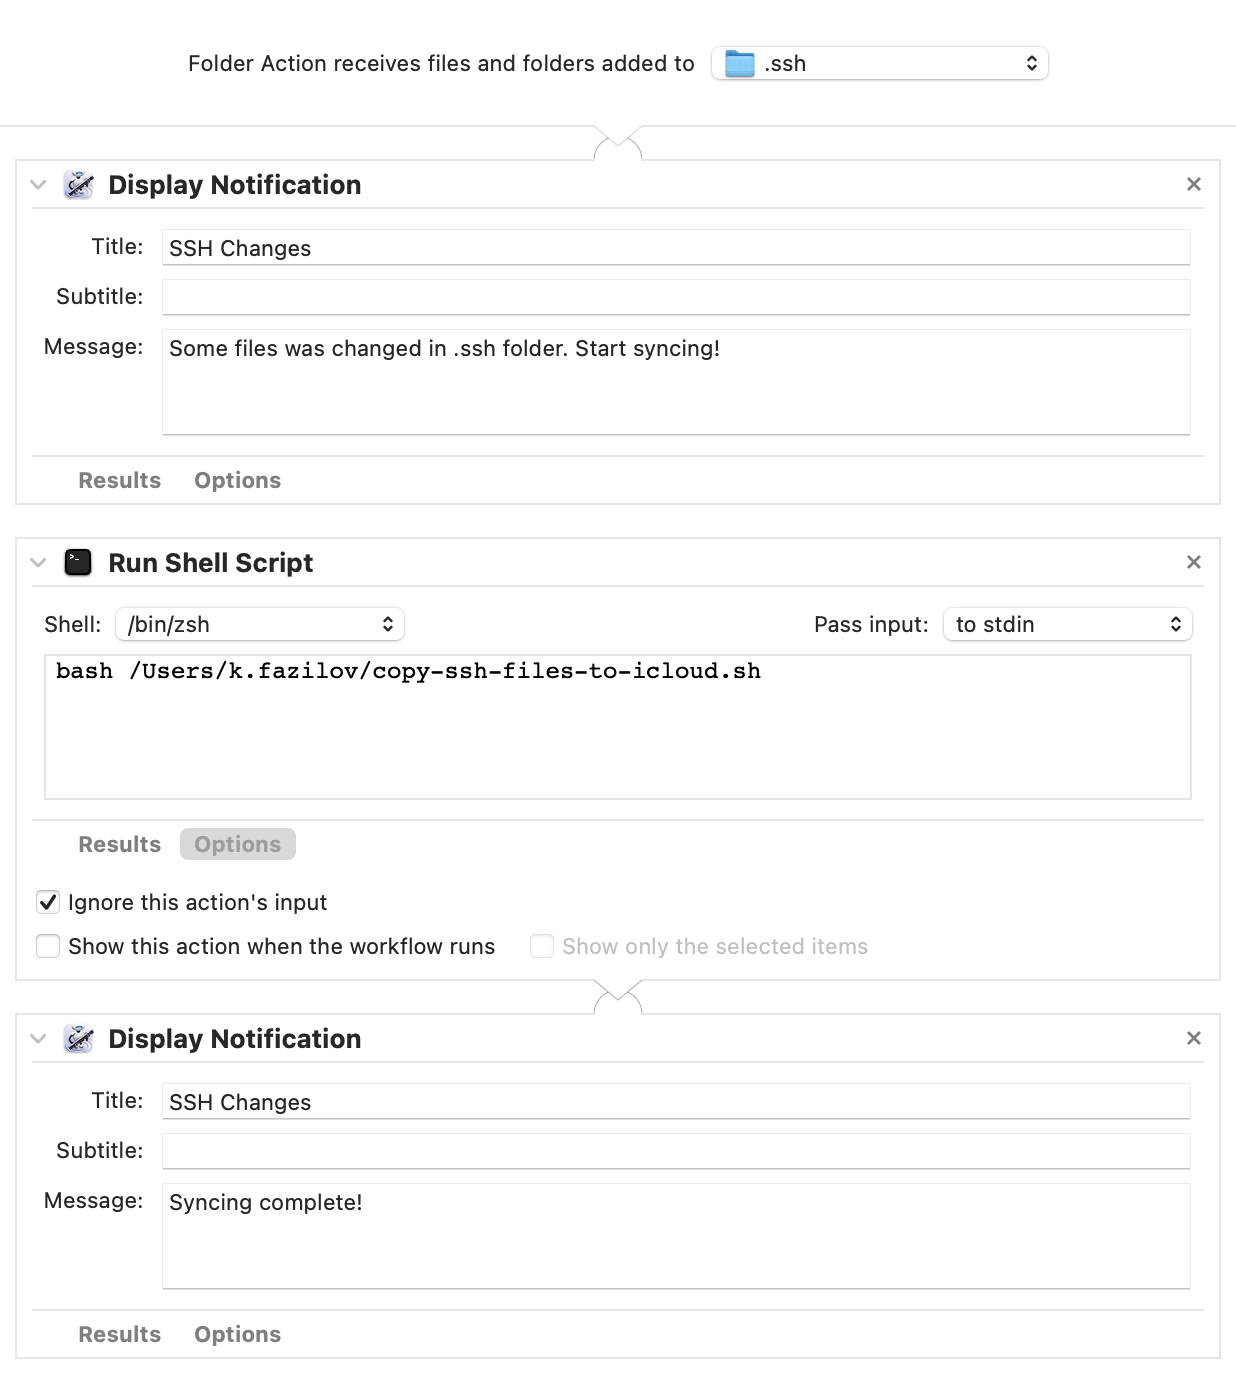 Folder Action receives files and folders added to .ssh
Display Notification
Title: SSH Changes
Subtitle:
Message: Some files was changed in .ssh folder. Start syncing!
Results Options
Run Shell Script
Shell: /bin/zsh Pass input: to stdin
bash /Users/k.fazilov/copy-ssh-files-to-icloud.sh
Results Options
Ignore this action's input
Show this action when the workflow runs Show only the selected items
Display Notification
Title: SSH Changes
Subtitle:
Message: Syncing complete!
Results Options